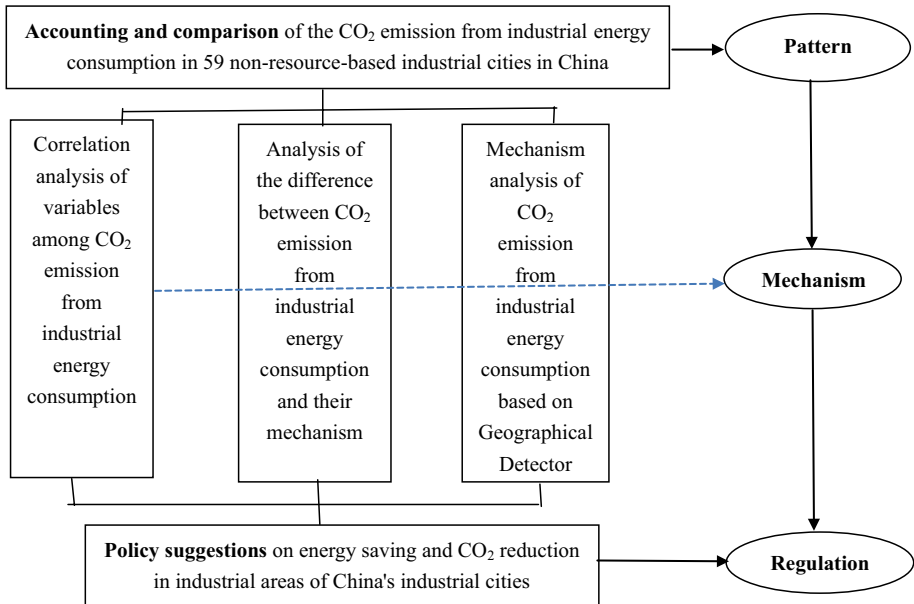 Accounting and comparison of the CO₂ emission from industrial energy
consumption in 59 non-resource-based industrial cities in China
Pattern
Correlation
analysis of
variables
among CO₂
emission
from
industrial
energy
consumption
Analysis of
the difference
between CO₂
emission
from
industrial
energy
consumption
and their
mechanism
Mechanism
analysis of
CO₂
emission
from
industrial
energy
consumption
based on
Geographical
Detector
Mechanism
Policy suggestions on energy saving and CO₂ reduction
in industrial areas of China's industrial cities
Regulation